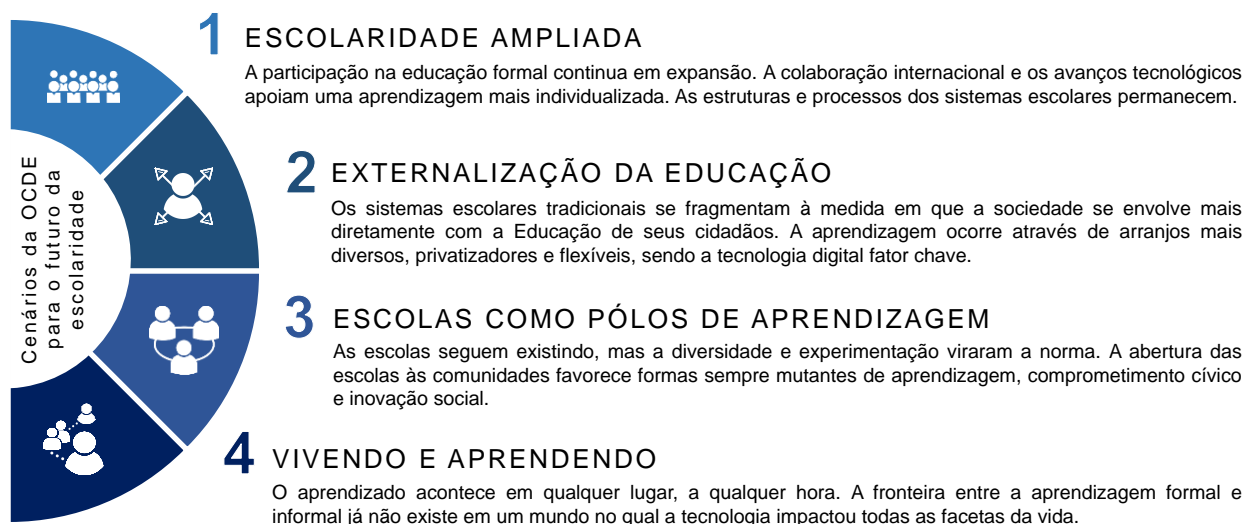 Cenários da OCDE
para o futuro da
escolaridade
1 ESCOLARIDADE AMPLIADA
A participação na educação formal continua em expansão. A colaboração internacional e os avanços tecnológicos
apoiam uma aprendizagem mais individualizada. As estruturas e processos dos sistemas escolares permanecem.
2 EXTERNALIZAÇÃO DA EDUCAÇÃO
Os sistemas escolares tradicionais se fragmentam à medida em que a sociedade se envolve mais
diretamente com a Educação de seus cidadãos. A aprendizagem ocorre através de arranjos mais
diversos, privatizadores e flexíveis, sendo a tecnologia digital fator chave.
3 ESCOLAS COMO PÓLOS DE APRENDIZAGEM
As escolas seguem existindo, mas a diversidade e experimentação viraram a norma. A abertura das
escolas às comunidades favorece formas sempre mutantes de aprendizagem, comprometimento cívico
e inovação social.
4 VIVENDO E APRENDENDO
O aprendizado acontece em qualquer lugar, a qualquer hora. A fronteira entre a aprendizagem formal e
informal já não existe em um mundo no qual a tecnologia impactou todas as facetas da vida.